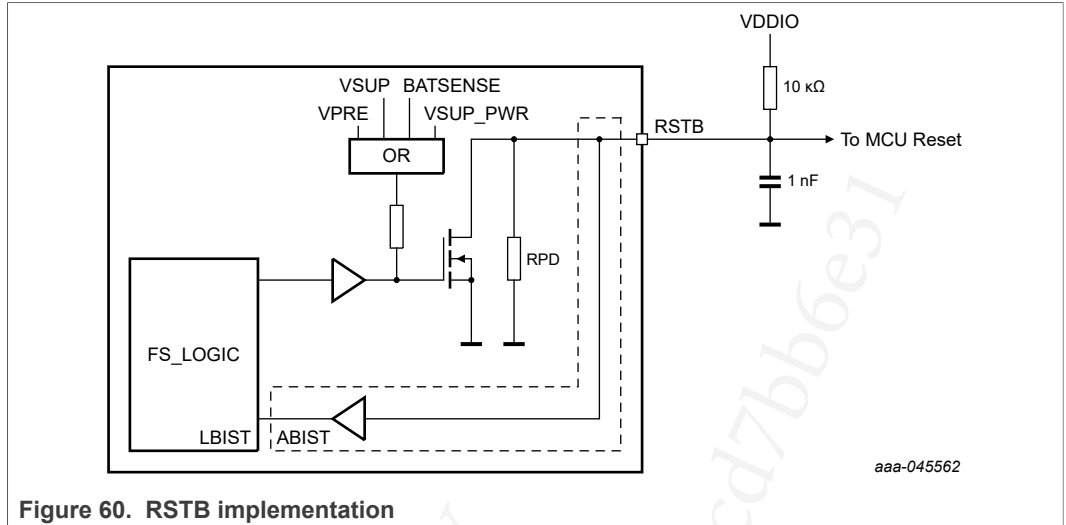 VDDIO
10 κΩ
VSUP BATSENSE
VPRE VSUP_PWR
OR
RSTB
To MCU Reset
1 nF
RPD
FS_LOGIC
LBIST ABIST
aaa-045562
Figure 60. RSTB implementation